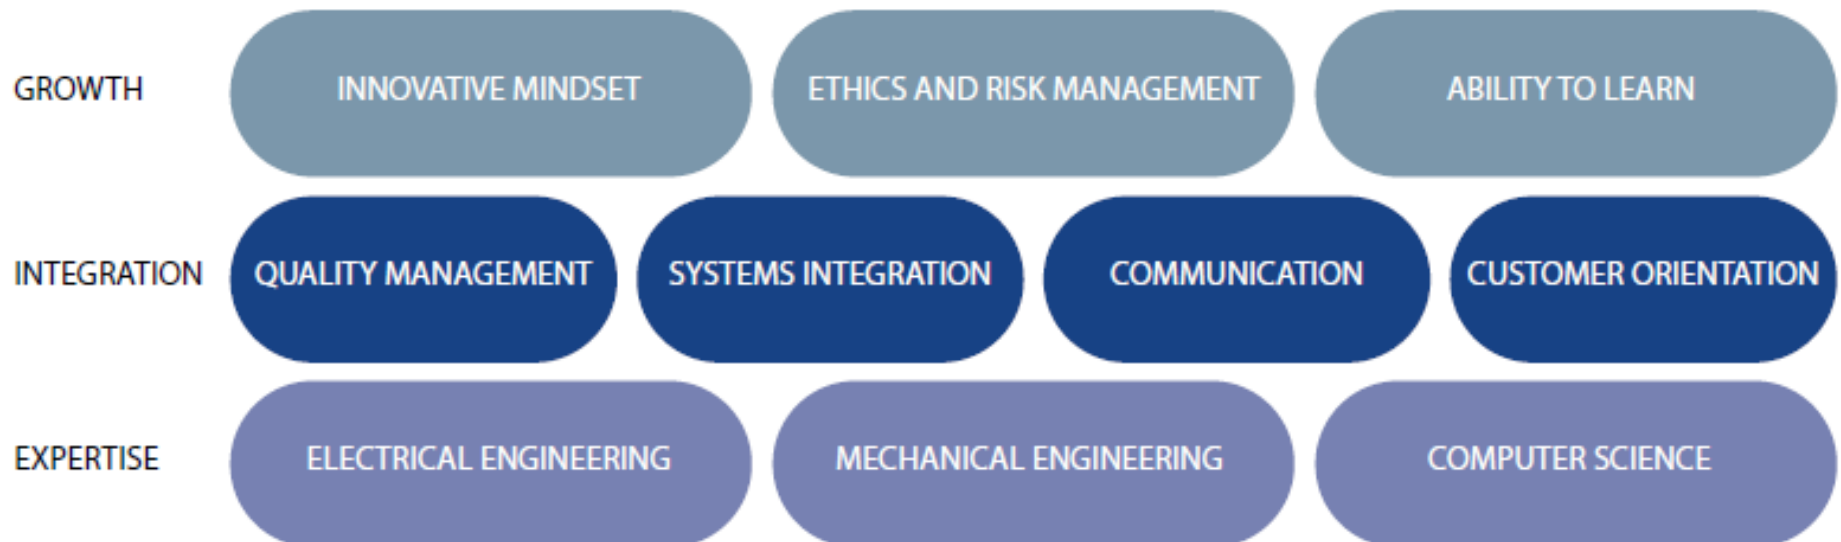 GROWTH
INNOVATIVE MINDSET
ETHICS AND RISK MANAGEMENT
ABILITY TO LEARN
INTEGRATION
QUALITY MANAGEMENT
SYSTEMS INTEGRATION
COMMUNICATION
CUSTOMER ORIENTATION
EXPERTISE
ELECTRICAL ENGINEERING
MECHANICAL ENGINEERING
COMPUTER SCIENCE